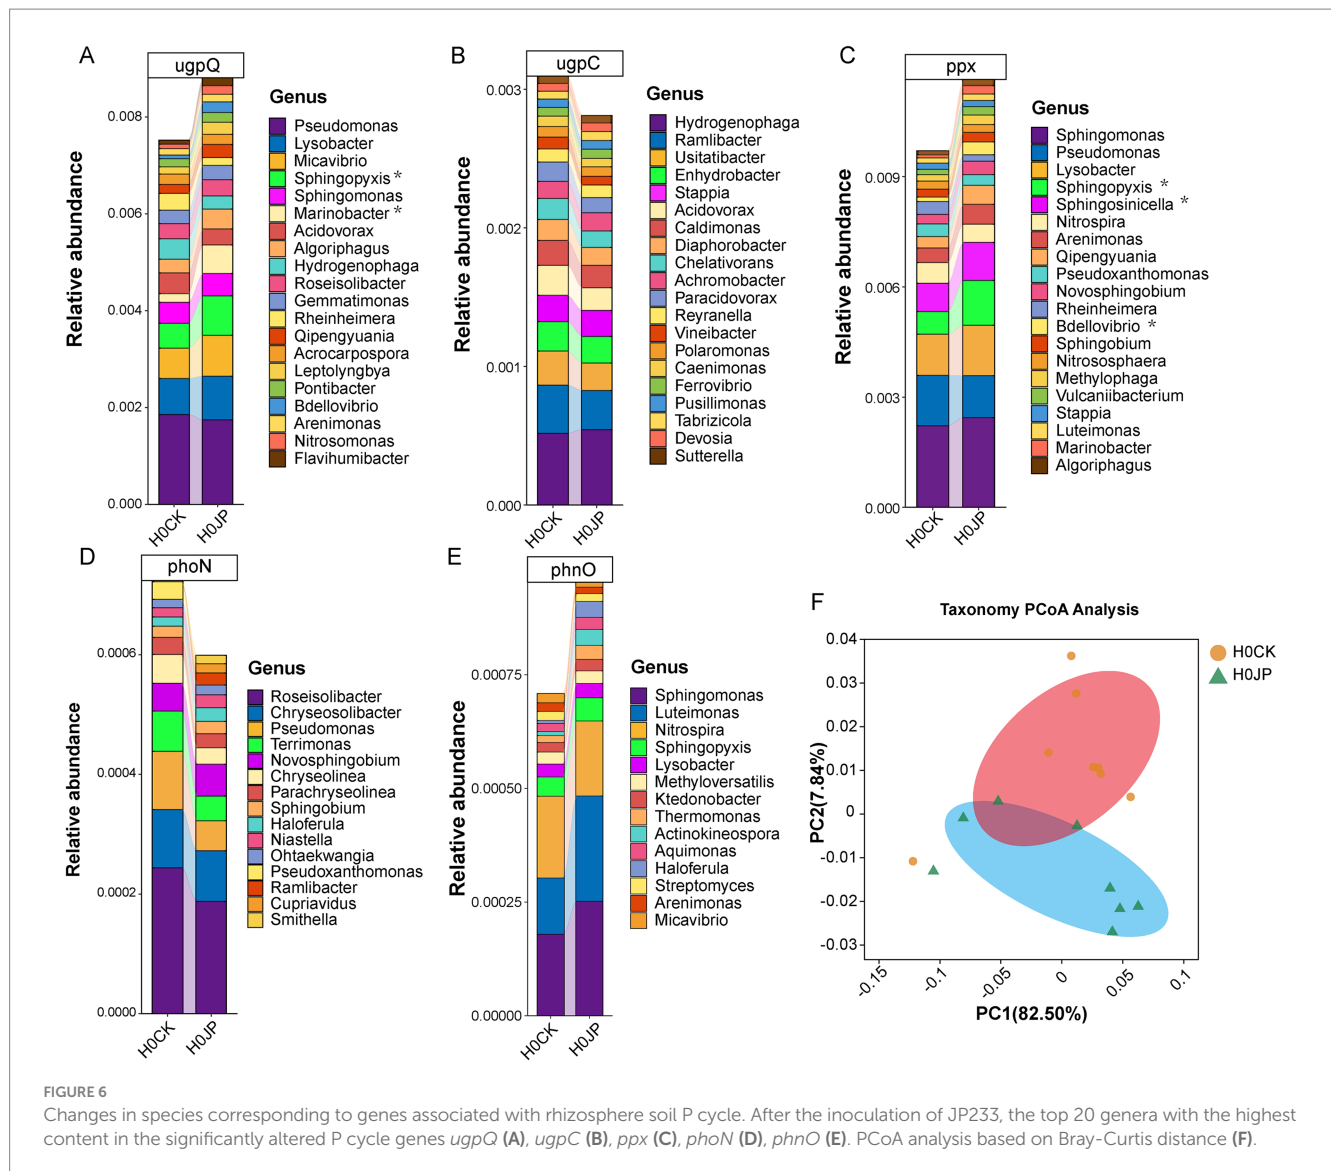 A
ugpQ
Relative abundance
0.008
0.006
0.004
0.002
0.000
H0CK
H0JP
Genus
Pseudomonas
Lysobacter
Micavibrio
Sphingopyxis *
Sphingomonas
Marinobacter *
Acidovorax
Algoriphagus
Hydrogenophaga
Roseisolibacter
Gemmatimonas
Rheinheimera
Qipengyuania
Acrocarpospora
Leptolyngbya
Pontibacter
Bdellovibrio
Arenimonas
Nitrosomonas
Flavihumibacter
B
ugpC
Relative abundance
0.003
0.002
0.001
0.000
H0CK
H0JP
Genus
Hydrogenophaga
Ramlibacter
Usitatibacter
Enhydrobacter
Stappia
Acidovorax
Caldimonas
Diaphorobacter
Chelativorans
Achromobacter
Paracidovorax
Reyranella
Vineibacter
Polaromonas
Caenimonas
Ferrovibrio
Pusillimonas
Tabrizicola
Devosia
Sutterella
C
ppx
Relative abundance
0.009
0.006
0.003
0.000
H0CK
H0JP
Genus
Sphingomonas
Pseudomonas
Lysobacter
Sphingopyxis *
Sphingosinicella *
Nitrospira
Arenimonas
Qipengyuania
Pseudoxanthomonas
Novosphingobium
Rheinheimera
Bdellovibrio *
Sphingobium
Nitrososphaera
Methylophaga
Vulcaniibacterium
Stappia
Luteimonas
Marinobacter
Algoriphagus
D
phoN
Relative abundance
0.0006
0.0004
0.0002
0.0000
H0CK
H0JP
Genus
Roseisolibacter
Chryseosolibacter
Pseudomonas
Terrimonas
Novosphingobium
Chryseolinea
Parachryseolinea
Sphingobium
Haloferula
Niastella
Ohtaekwangia
Pseudoxanthomonas
Ramlibacter
Cupriavidus
Smithella
E
phnO
Relative abundance
0.00075
0.00050
0.00025
0.00000
H0CK
H0JP
Genus
Sphingomonas
Luteimonas
Nitrospira
Sphingopyxis
Lysobacter
Methyloversatilis
Ktedonobacter
Thermomonas
Actinokineospora
Aquimonas
Haloferula
Streptomyces
Arenimonas
Micavibrio
F
Taxonomy PCoA Analysis
PC2(7.84%)
0.04
0.03
0.02
0.01
0
-0.01
-0.02
-0.03
-0.15
-0.1
-0.05
0
0.05
0.1
PC1(82.50%)
H0CK
H0JP
FIGURE 6
Changes in species corresponding to genes associated with rhizosphere soil P cycle. After the inoculation of JP233, the top 20 genera with the highest
content in the significantly altered P cycle genes ugpQ (A), ugpC (B), ppx (C), phoN (D), phnO (E). PCoA analysis based on Bray-Curtis distance (F).